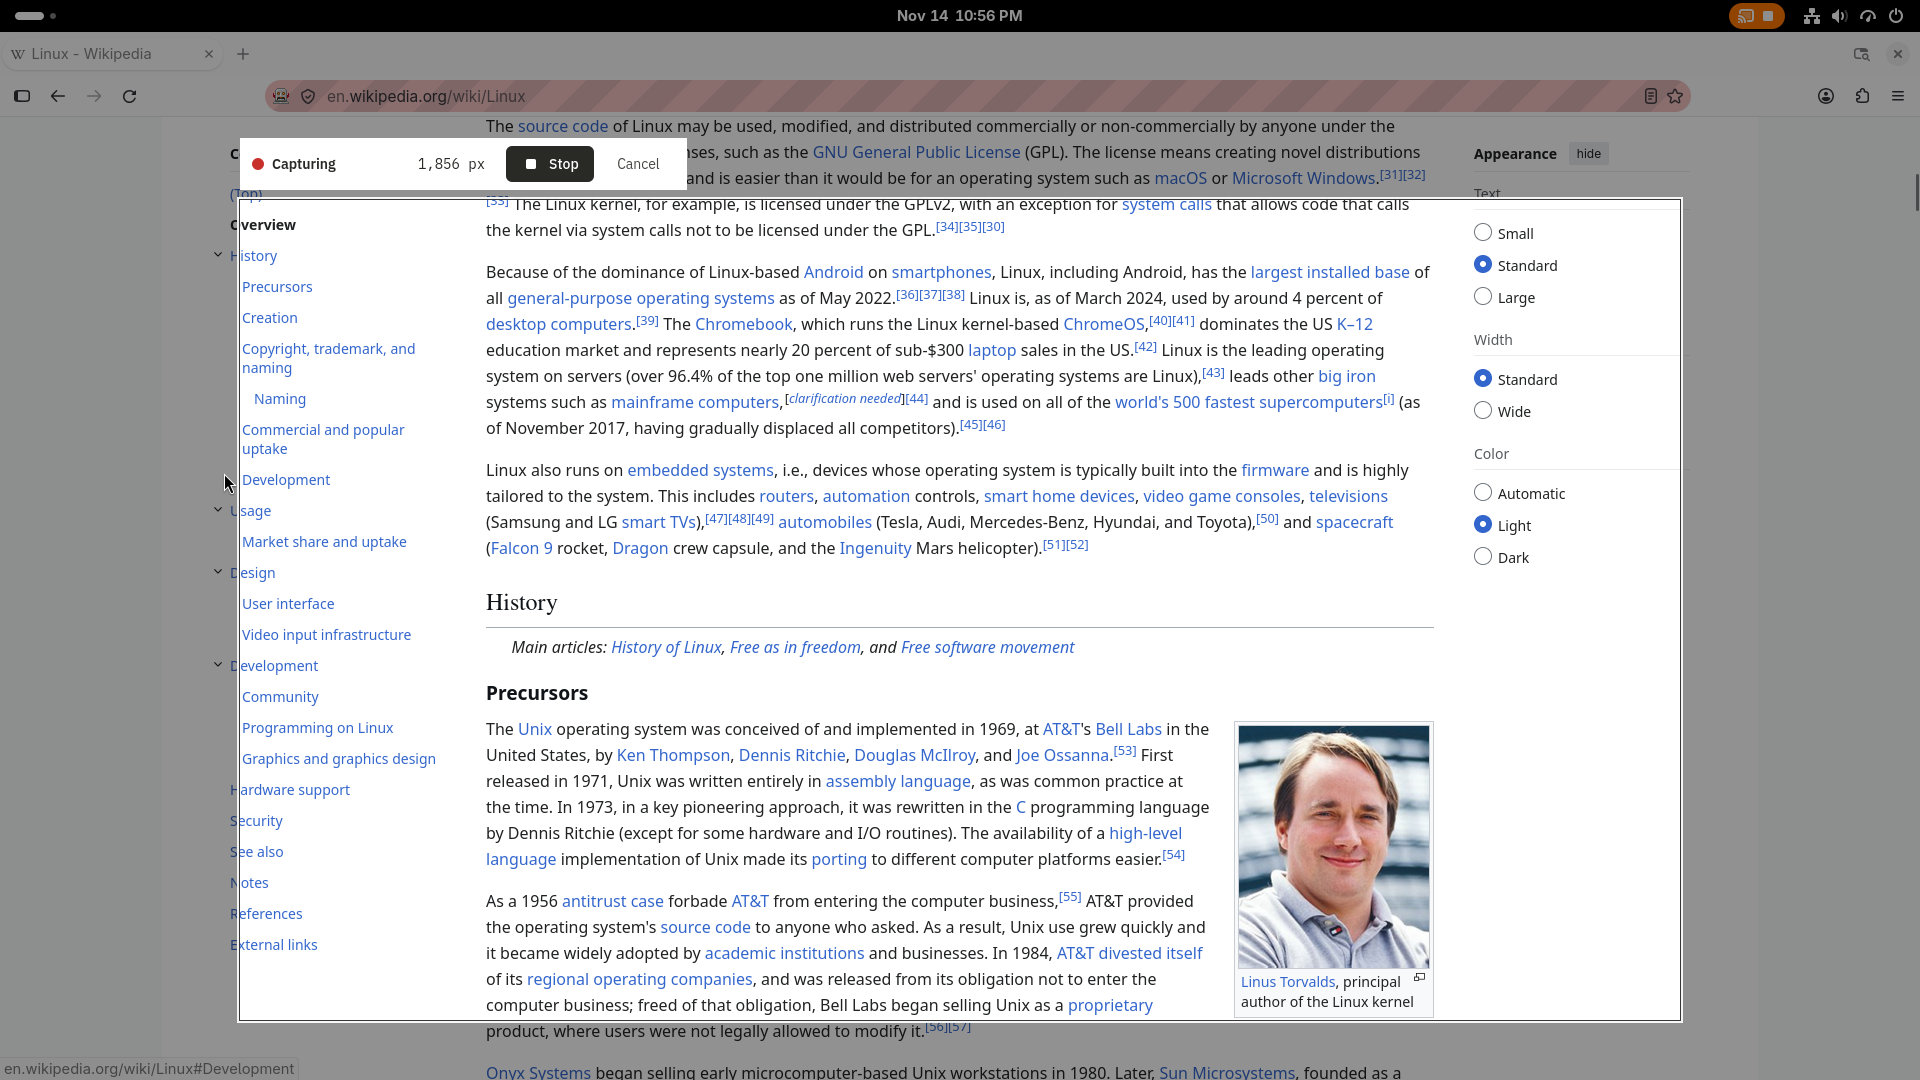 Nov 14 10:56 PM
Linux - Wikipedia
en.wikipedia.org/wiki/Linux
Capturing 1,856 px Stop Cancel
(Top)
Overview
History
Precursors
Creation
Copyright, trademark, and
naming
Naming
Commercial and popular
uptake
Development
Usage
Market share and uptake
Design
User interface
Video input infrastructure
Development
Community
Programming on Linux
Graphics and graphics design
Hardware support
Security
See also
Notes
References
External links
The source code of Linux may be used, modified, and distributed commercially or non-commercially by anyone under the
such as the GNU General Public License (GPL). The license means creating novel distributions
and is easier than it would be for an operating system such as macOS or Microsoft Windows.[31][32]
[33] The Linux kernel, for example, is licensed under the GPLv2, with an exception for system calls that allows code that calls
the kernel via system calls not to be licensed under the GPL.[34][35][30]
Because of the dominance of Linux-based Android on smartphones, Linux, including Android, has the largest installed base of
all general-purpose operating systems as of May 2022.[36][37][38] Linux is, as of March 2024, used by around 4 percent of
desktop computers.[39] The Chromebook, which runs the Linux kernel-based ChromeOS,[40][41] dominates the US K–12
education market and represents nearly 20 percent of sub-$300 laptop sales in the US.[42] Linux is the leading operating
system on servers (over 96.4% of the top one million web servers' operating systems are Linux),[43] leads other big iron
systems such as mainframe computers,[clarification needed][44] and is used on all of the world's 500 fastest supercomputers[i] (as
of November 2017, having gradually displaced all competitors).[45][46]
Linux also runs on embedded systems, i.e., devices whose operating system is typically built into the firmware and is highly
tailored to the system. This includes routers, automation controls, smart home devices, video game consoles, televisions
(Samsung and LG smart TVs),[47][48][49] automobiles (Tesla, Audi, Mercedes-Benz, Hyundai, and Toyota),[50] and spacecraft
(Falcon 9 rocket, Dragon crew capsule, and the Ingenuity Mars helicopter).[51][52]
History
Main articles: History of Linux, Free as in freedom, and Free software movement
Precursors
The Unix operating system was conceived of and implemented in 1969, at AT&T's Bell Labs in the
United States, by Ken Thompson, Dennis Ritchie, Douglas McIlroy, and Joe Ossanna.[53] First
released in 1971, Unix was written entirely in assembly language, as was common practice at
the time. In 1973, in a key pioneering approach, it was rewritten in the C programming language
by Dennis Ritchie (except for some hardware and I/O routines). The availability of a high-level
language implementation of Unix made its porting to different computer platforms easier.[54]
As a 1956 antitrust case forbade AT&T from entering the computer business,[55] AT&T provided
the operating system's source code to anyone who asked. As a result, Unix use grew quickly and
it became widely adopted by academic institutions and businesses. In 1984, AT&T divested itself
of its regional operating companies, and was released from its obligation not to enter the
computer business; freed of that obligation, Bell Labs began selling Unix as a proprietary
product, where users were not legally allowed to modify it.[56][57]
Onyx Systems began selling early microcomputer-based Unix workstations in 1980. Later, Sun Microsystems, founded as a
Linus Torvalds, principal
author of the Linux kernel
Appearance hide
Text
Small
Standard
Large
Width
Standard
Wide
Color
Automatic
Light
Dark
en.wikipedia.org/wiki/Linux#Development